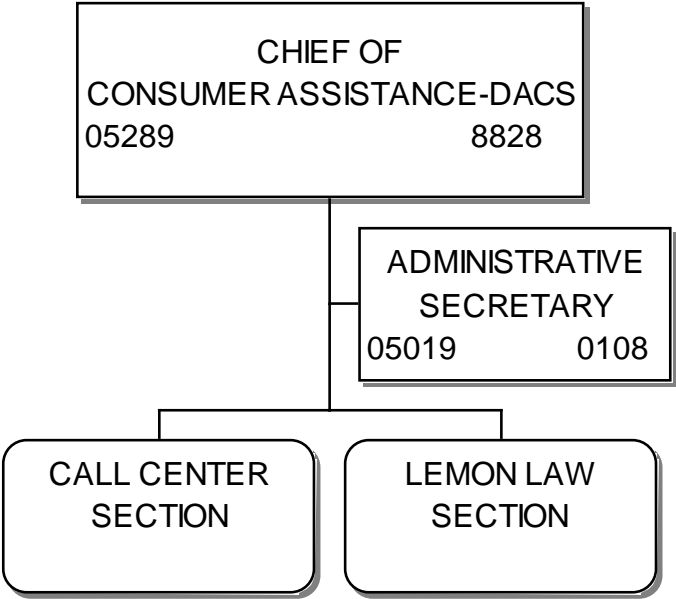 CHIEF OF
CONSUMER ASSISTANCE-DACS
05289 8828
ADMINISTRATIVE
SECRETARY
05019 0108
CALL CENTER
SECTION
LEMON LAW
SECTION